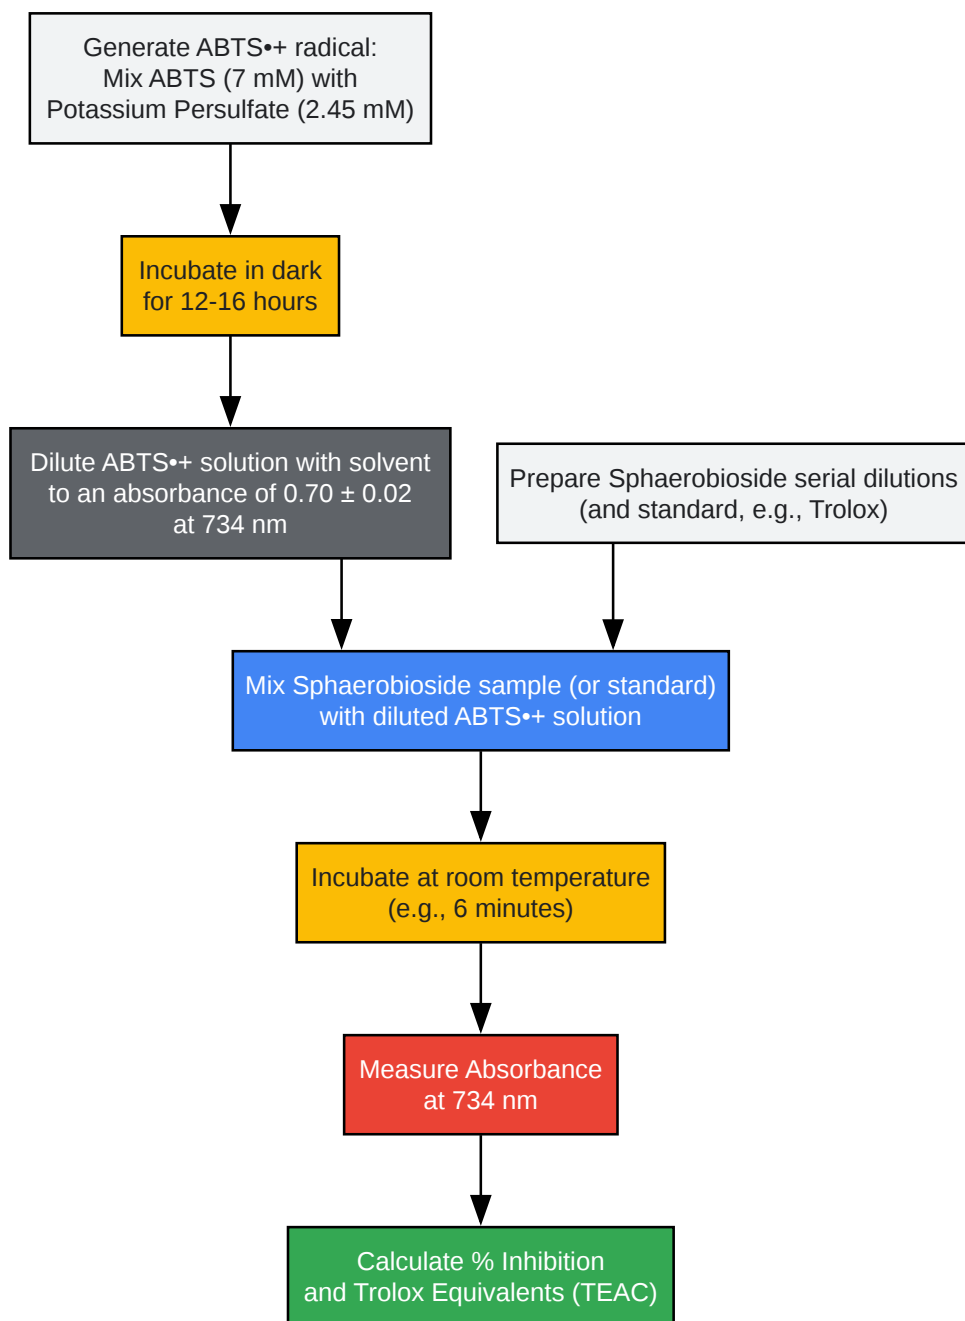 Generate ABTS•+ radical:
Mix ABTS (7 mM) with
Potassium Persulfate (2.45 mM)
Incubate in dark
for 12-16 hours
Dilute ABTS•+ solution with solvent
to an absorbance of 0.70 ± 0.02
at 734 nm
Prepare Sphaerobioside serial dilutions
(and standard, e.g., Trolox)
Mix Sphaerobioside sample (or standard)
with diluted ABTS•+ solution
Incubate at room temperature
(e.g., 6 minutes)
Measure Absorbance
at 734 nm
Calculate % Inhibition
and Trolox Equivalents (TEAC)